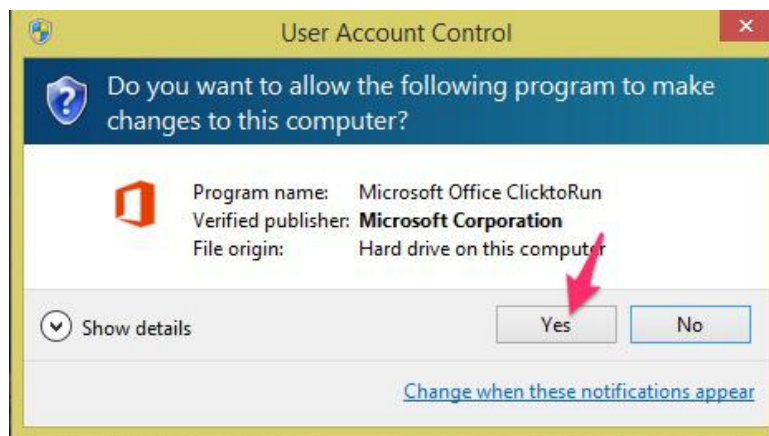 User Account Control
Do you want to allow the following program to make
changes to this computer?
Program name: Microsoft Office ClicktoRun
Verified publisher: Microsoft Corporation
File origin: Hard drive on this computer
Show details
Yes
No
Change when these notifications appear